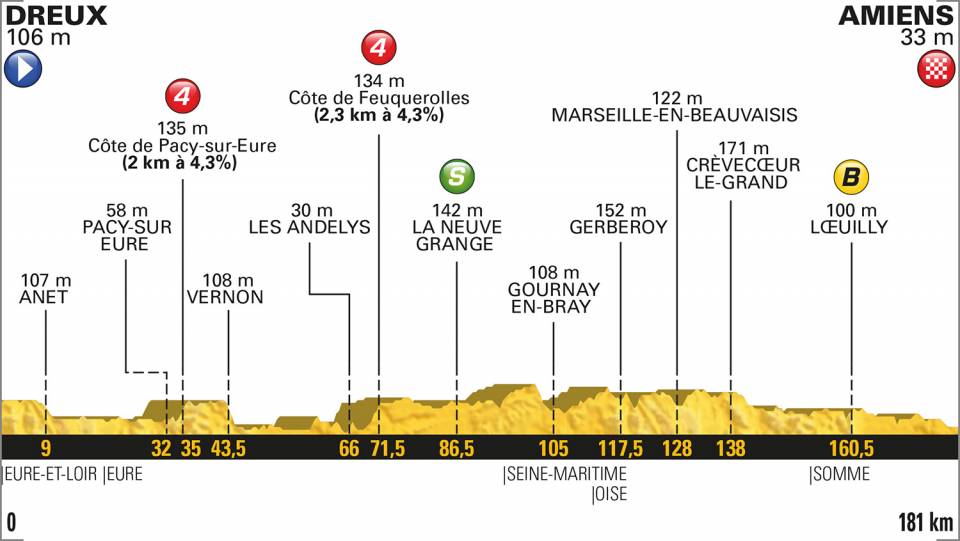 DREUX
106 m
AMIENS
33 m
4
134 m
Côte de Feuquerolles
(2,3 km à 4,3%)
4
135 m
Côte de Pacy-sur-Eure
(2 km à 4,3%)
122 m
MARSEILLE-EN-BEAUVAISIS
171 m
CRÈVECŒUR
LE-GRAND
S
B
58 m
PACY-SUR
EURE
30 m
LES ANDELYS
142 m
LA NEUVE
GRANGE
152 m
GERBEROY
100 m
LŒUILLY
107 m
ANET
108 m
VERNON
108 m
GOURNAY
EN-BRAY
9 32 35 43,5 66 71,5 86,5 105 117,5 128 138 160,5
|EURE-ET-LOIR |EURE |SEINE-MARITIME |SOMME
|OISE
0 181 km